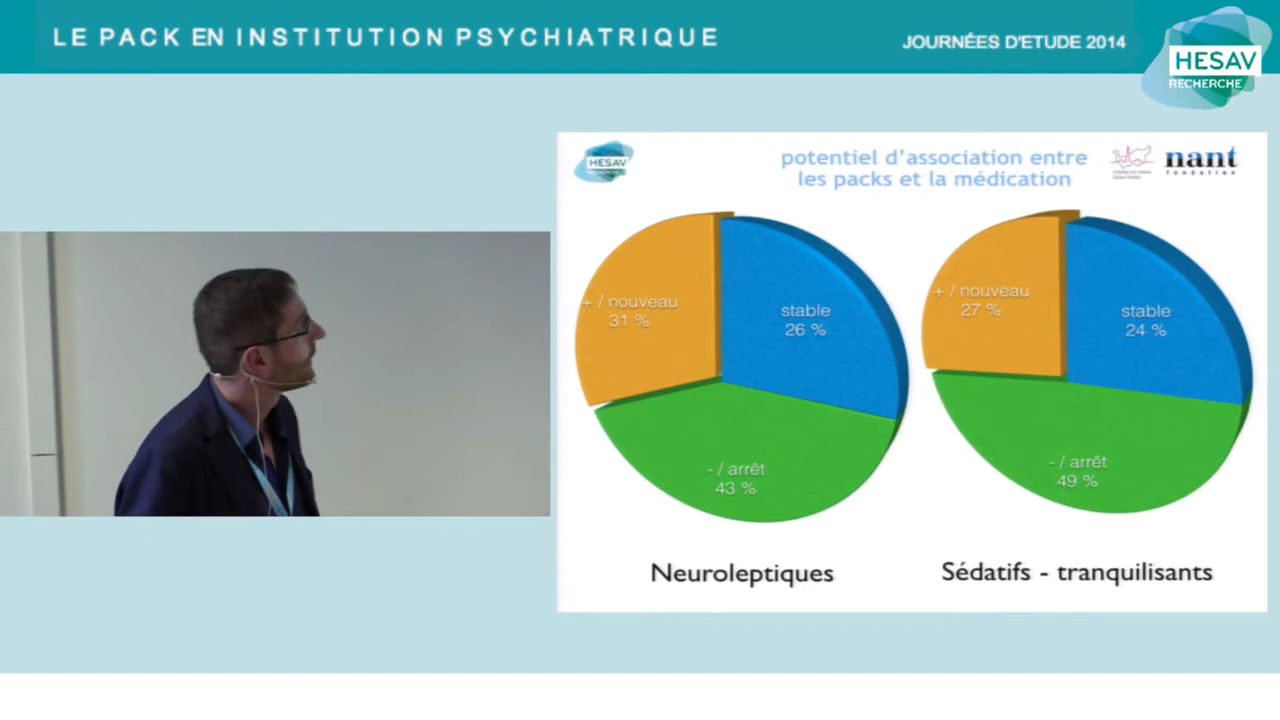 LE PACK EN INSTITUTION PSYCHIATRIQUE
JOURNÉES D'ETUDE 2014
HESAV
RECHERCHE
HESAV
RECHERCHE
potentiel d'association entre
les packs et la médication
nant
fondation
+ / nouveau
31 %
stable
26 %
- / arrêt
43 %
Neuroleptiques
+ / nouveau
27 %
stable
24 %
- / arrêt
49 %
Sédatifs - tranquilisants